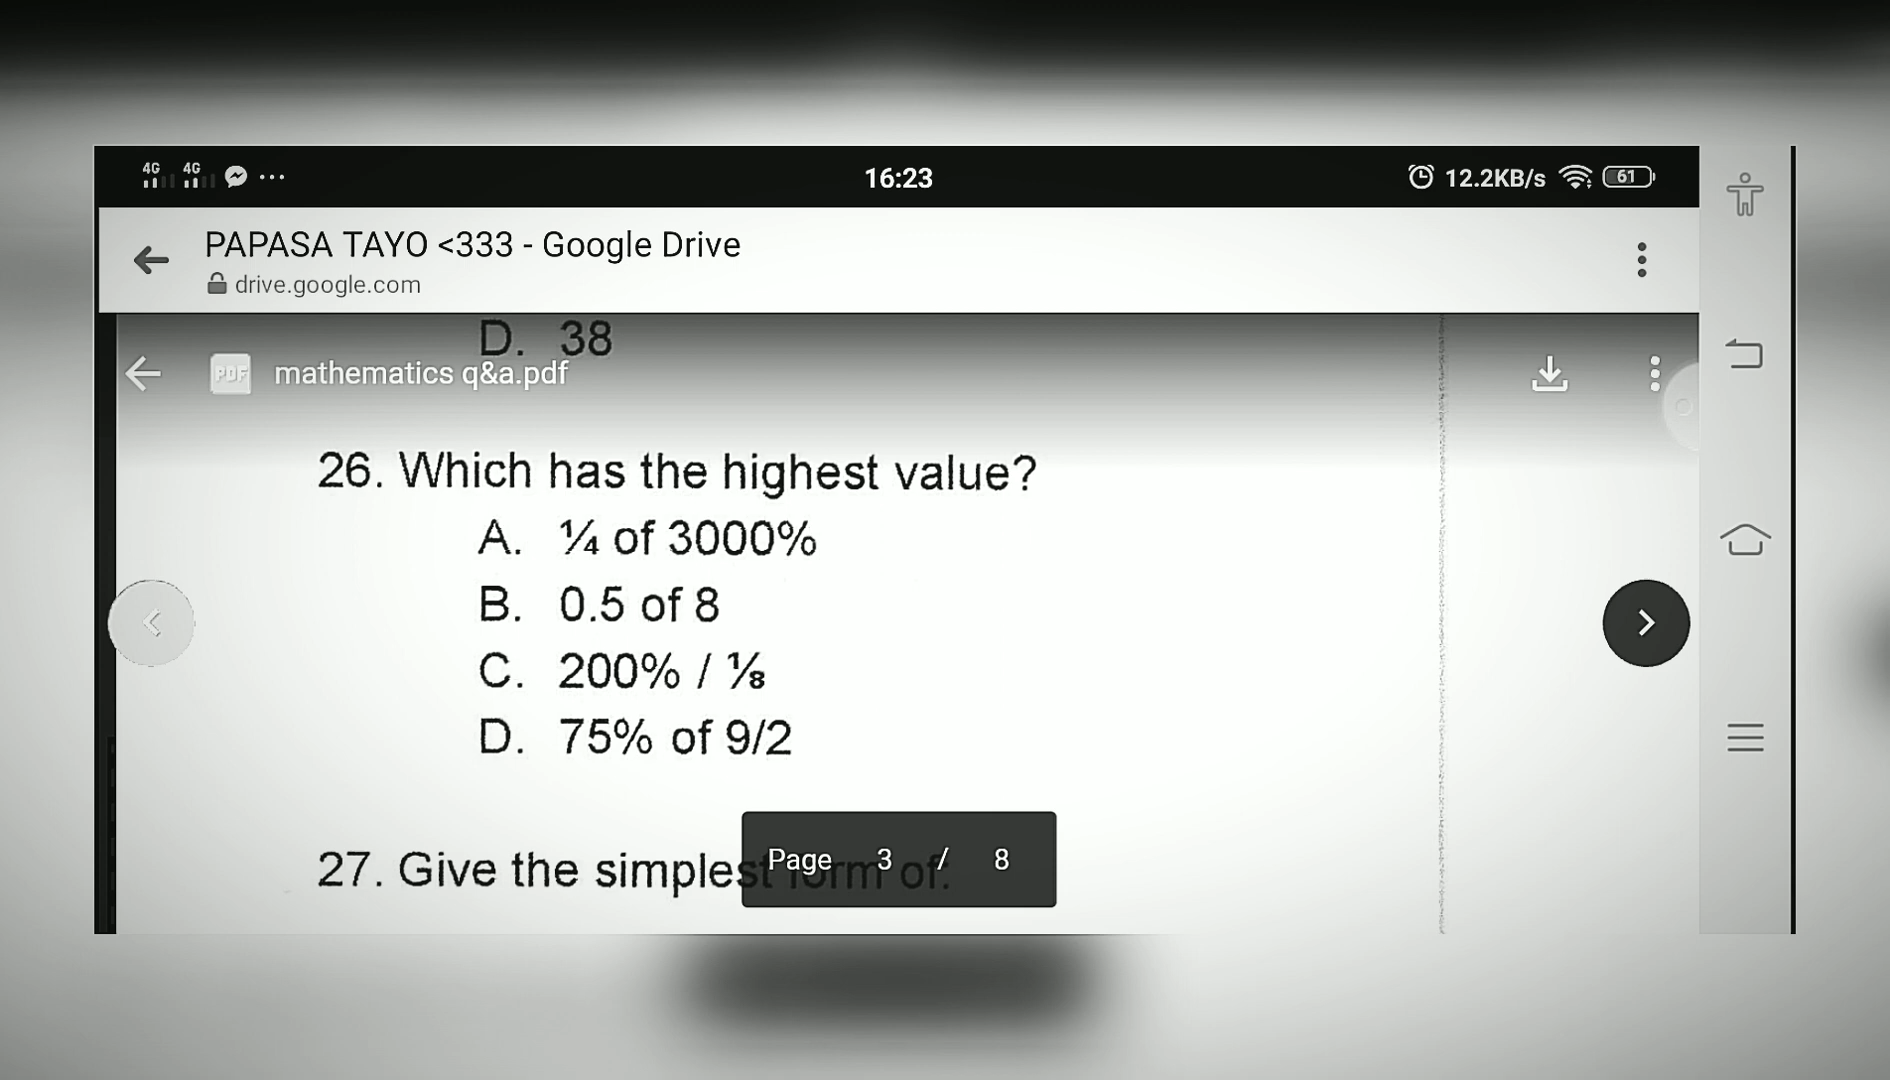 4G 4G ... 16:23 12.2KB/s 61
PAPASA TAYO <333 - Google Drive
drive.google.com
D. 38
PDF mathematics q&a.pdf
26. Which has the highest value?
A. ¼ of 3000%
B. 0.5 of 8
C. 200% / ⅛
D. 75% of 9/2
27. Give the simplest form of:
Page 3 / 8